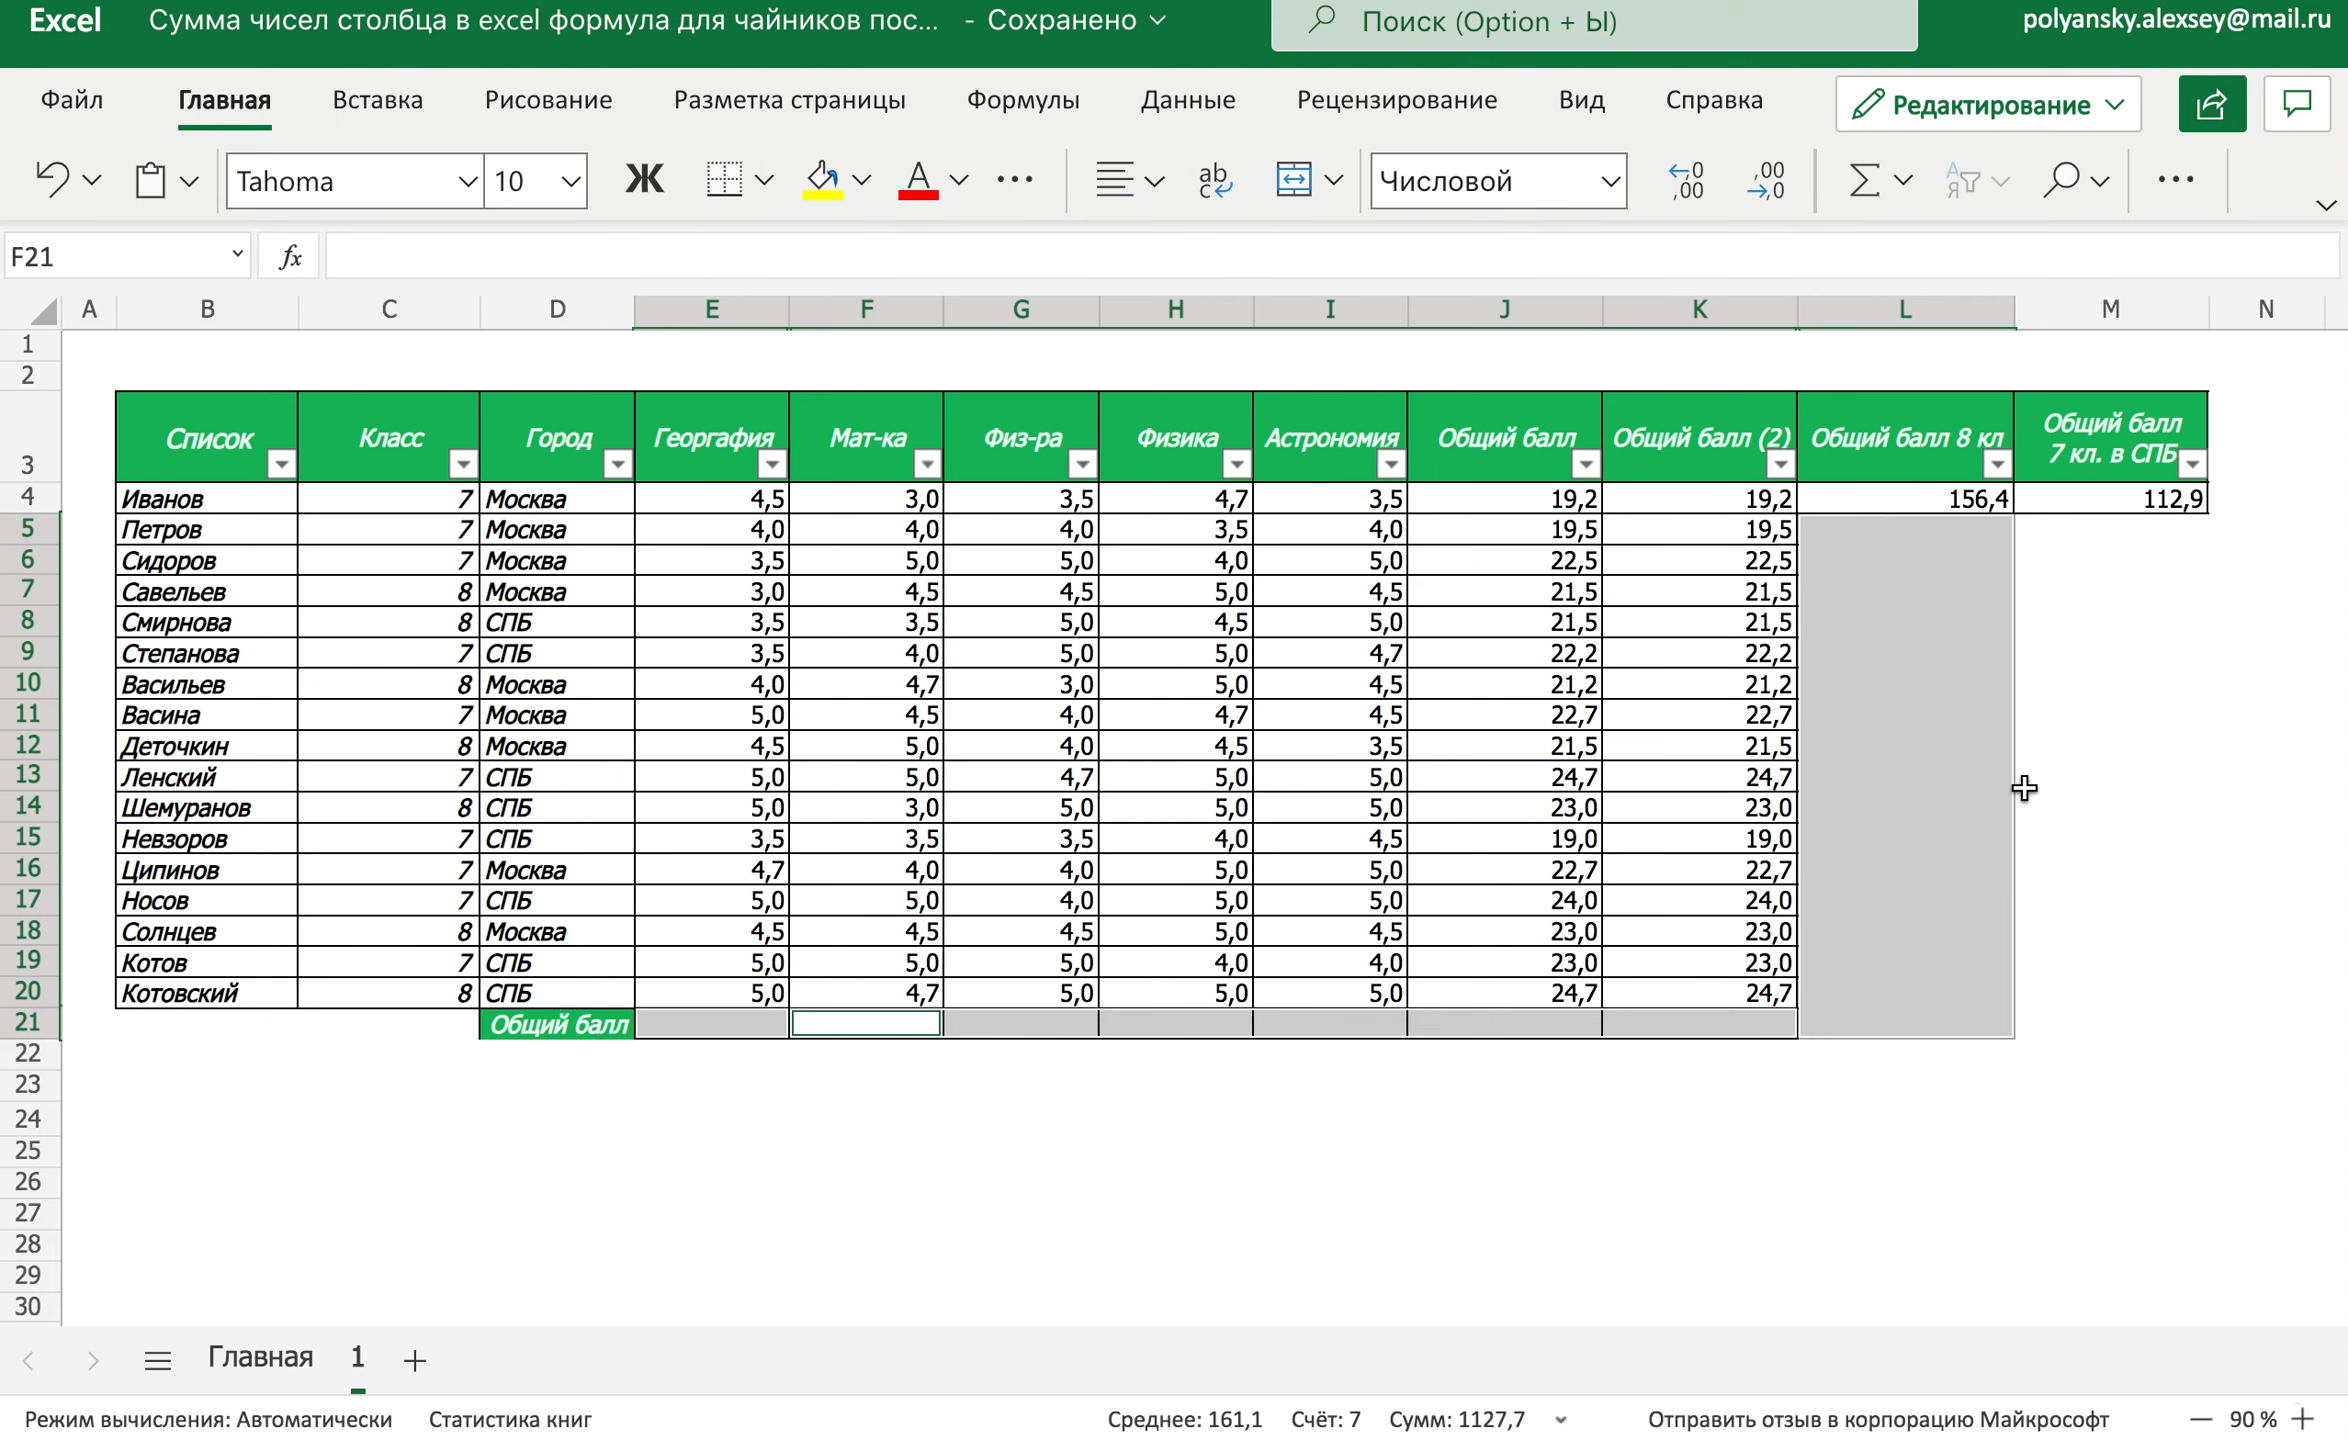 Excel Сумма чисел столбца в excel формула для чайников пос... - Сохранено Поиск (Option + Ы) polyansky.alexsey@mail.ru
Файл Главная Вставка Рисование Разметка страницы Формулы Данные Рецензирование Вид Справка Редактирование
Tahoma 10 Ж А ab c Числовой ,0 ,00 ,00 ,0 Σ А Я
F21 fx
A B C D E F G H I J K L M N
1
2
3 Список Класс Город Георгафия Мат-ка Физ-ра Физика Астрономия Общий балл Общий балл (2) Общий балл 8 кл Общий балл 7 кл. в СПБ
4 Иванов 7 Москва 4,5 3,0 3,5 4,7 3,5 19,2 19,2 156,4 112,9
5 Петров 7 Москва 4,0 4,0 4,0 3,5 4,0 19,5 19,5
6 Сидоров 7 Москва 3,5 5,0 5,0 4,0 5,0 22,5 22,5
7 Савельев 8 Москва 3,0 4,5 4,5 5,0 4,5 21,5 21,5
8 Смирнова 8 СПБ 3,5 3,5 5,0 4,5 5,0 21,5 21,5
9 Степанова 7 СПБ 3,5 4,0 5,0 5,0 4,7 22,2 22,2
10 Васильев 8 Москва 4,0 4,7 3,0 5,0 4,5 21,2 21,2
11 Васина 7 Москва 5,0 4,5 4,0 4,7 4,5 22,7 22,7
12 Деточкин 8 Москва 4,5 5,0 4,0 4,5 3,5 21,5 21,5
13 Ленский 7 СПБ 5,0 5,0 4,7 5,0 5,0 24,7 24,7
14 Шемуранов 8 СПБ 5,0 3,0 5,0 5,0 5,0 23,0 23,0
15 Невзоров 7 СПБ 3,5 3,5 3,5 4,0 4,5 19,0 19,0
16 Ципинов 7 Москва 4,7 4,0 4,0 5,0 5,0 22,7 22,7
17 Носов 7 СПБ 5,0 5,0 4,0 5,0 5,0 24,0 24,0
18 Солнцев 8 Москва 4,5 4,5 4,5 5,0 4,5 23,0 23,0
19 Котов 7 СПБ 5,0 5,0 5,0 4,0 4,0 23,0 23,0
20 Котовский 8 СПБ 5,0 4,7 5,0 5,0 5,0 24,7 24,7
21 Общий балл
22
23
24
25
26
27
28
29
30
Главная 1
Режим вычисления: Автоматически Статистика книг Среднее: 161,1 Счёт: 7 Сумм: 1127,7 Отправить отзыв в корпорацию Майкрософт 90 %